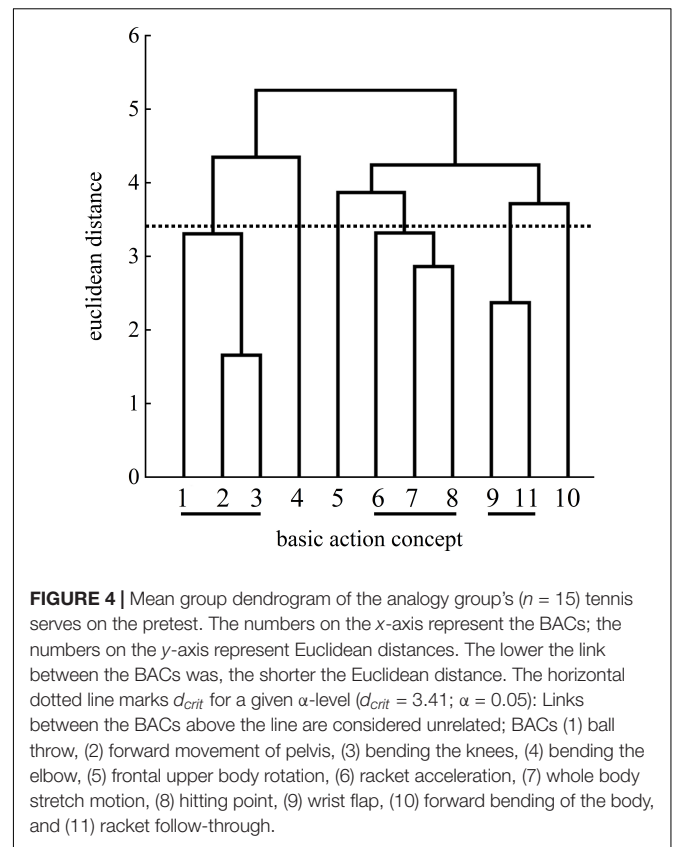 6
5
4
3
2
1
0
euclidean distance
1 2 3 4 5 6 7 8 9 11 10
basic action concept
FIGURE 4 | Mean group dendrogram of the analogy group's (n = 15) tennis
serves on the pretest. The numbers on the x-axis represent the BACs; the
numbers on the y-axis represent Euclidean distances. The lower the link
between the BACs was, the shorter the Euclidean distance. The horizontal
dotted line marks dcrit for a given α-level (dcrit = 3.41; α = 0.05): Links
between the BACs above the line are considered unrelated; BACs (1) ball
throw, (2) forward movement of pelvis, (3) bending the knees, (4) bending the
elbow, (5) frontal upper body rotation, (6) racket acceleration, (7) whole body
stretch motion, (8) hitting point, (9) wrist flap, (10) forward bending of the body,
and (11) racket follow-through.